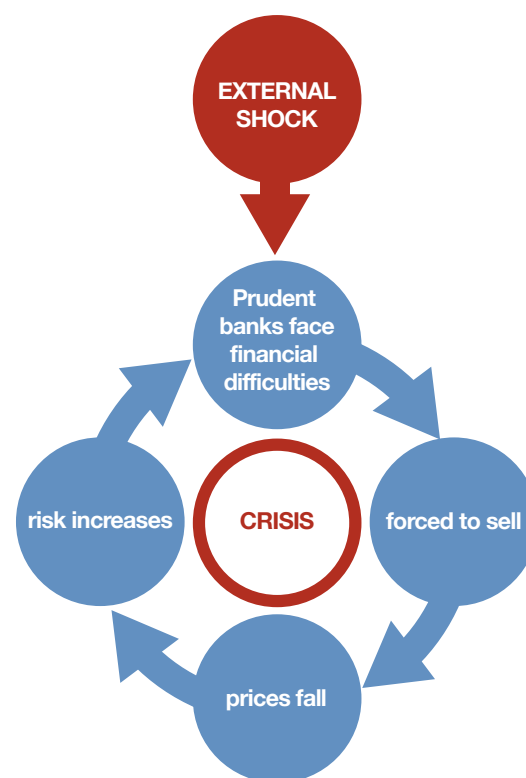 EXTERNAL
SHOCK
Prudent
banks face
financial
difficulties
risk increases
CRISIS
forced to sell
prices fall